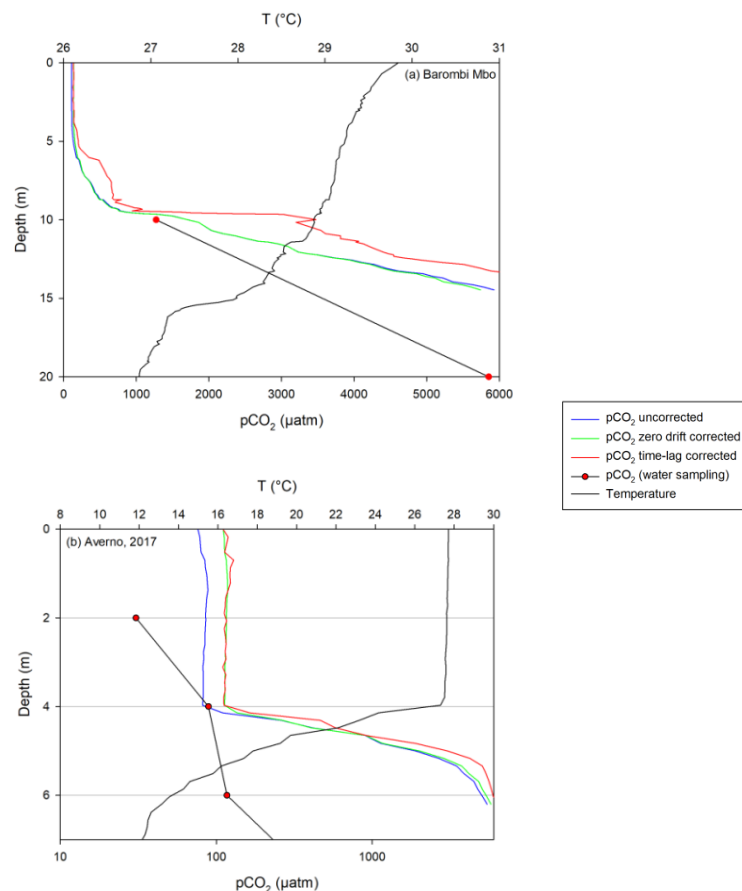 T (°C)
26 27 28 29 30 31
(a) Barombi Mbo
0
5
10
15
20
Depth (m)
0 1000 2000 3000 4000 5000 6000
pCO₂ (µatm)
pCO₂ uncorrected
pCO₂ zero drift corrected
pCO₂ time-lag corrected
pCO₂ (water sampling)
Temperature
T (°C)
8 10 12 14 16 18 20 22 24 26 28 30
(b) Averno, 2017
0
2
4
6
Depth (m)
10 100 1000
pCO₂ (µatm)